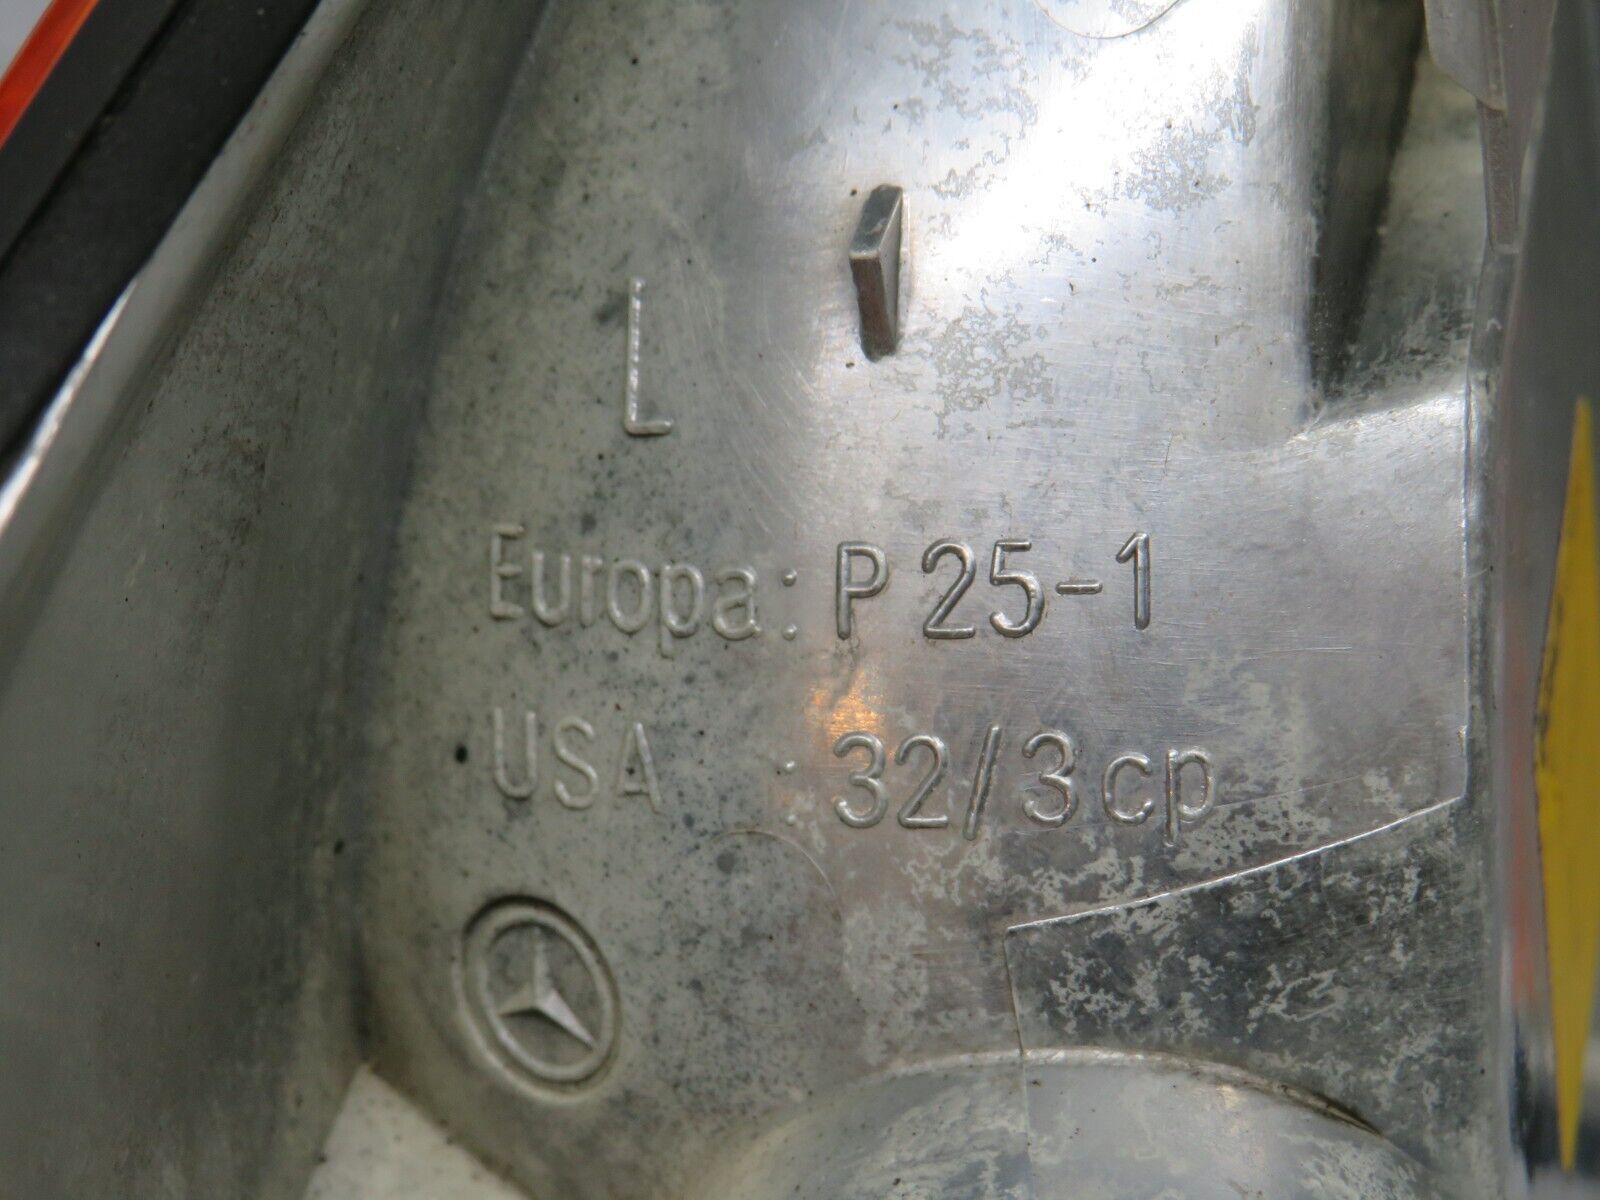 L
Europa: P 25-1
USA : 32/3cp